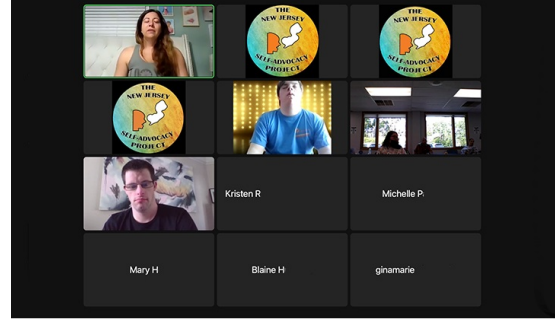 THE
NEW JERSEY
SELF-ADVOCACY
PROJECT
THE
NEW JERSEY
SELF-ADVOCACY
PROJECT
THE
NEW JERSEY
SELF-ADVOCACY
PROJECT
Kristen R
Michelle P
Mary H
Blaine H
ginamarie